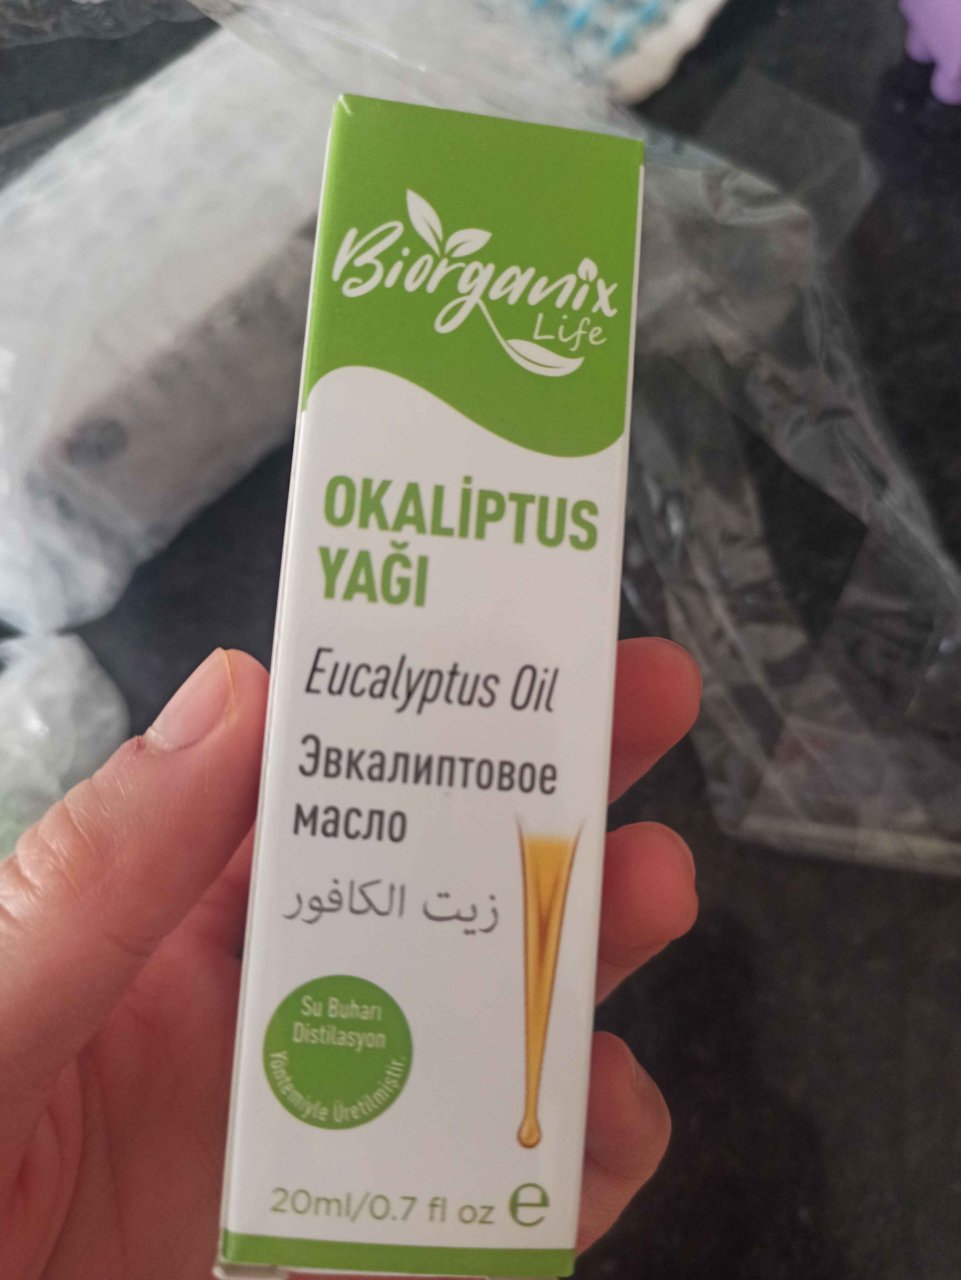 Biorganix
Life
OKALİPTUS
YAĞI
Eucalyptus Oil
Эвкалиптовое
масло
زيت الكافور
Su Buharı
Distilasyon
Yöntemiyle Üretilmiştir.
20ml/0.7 fl oz ℮